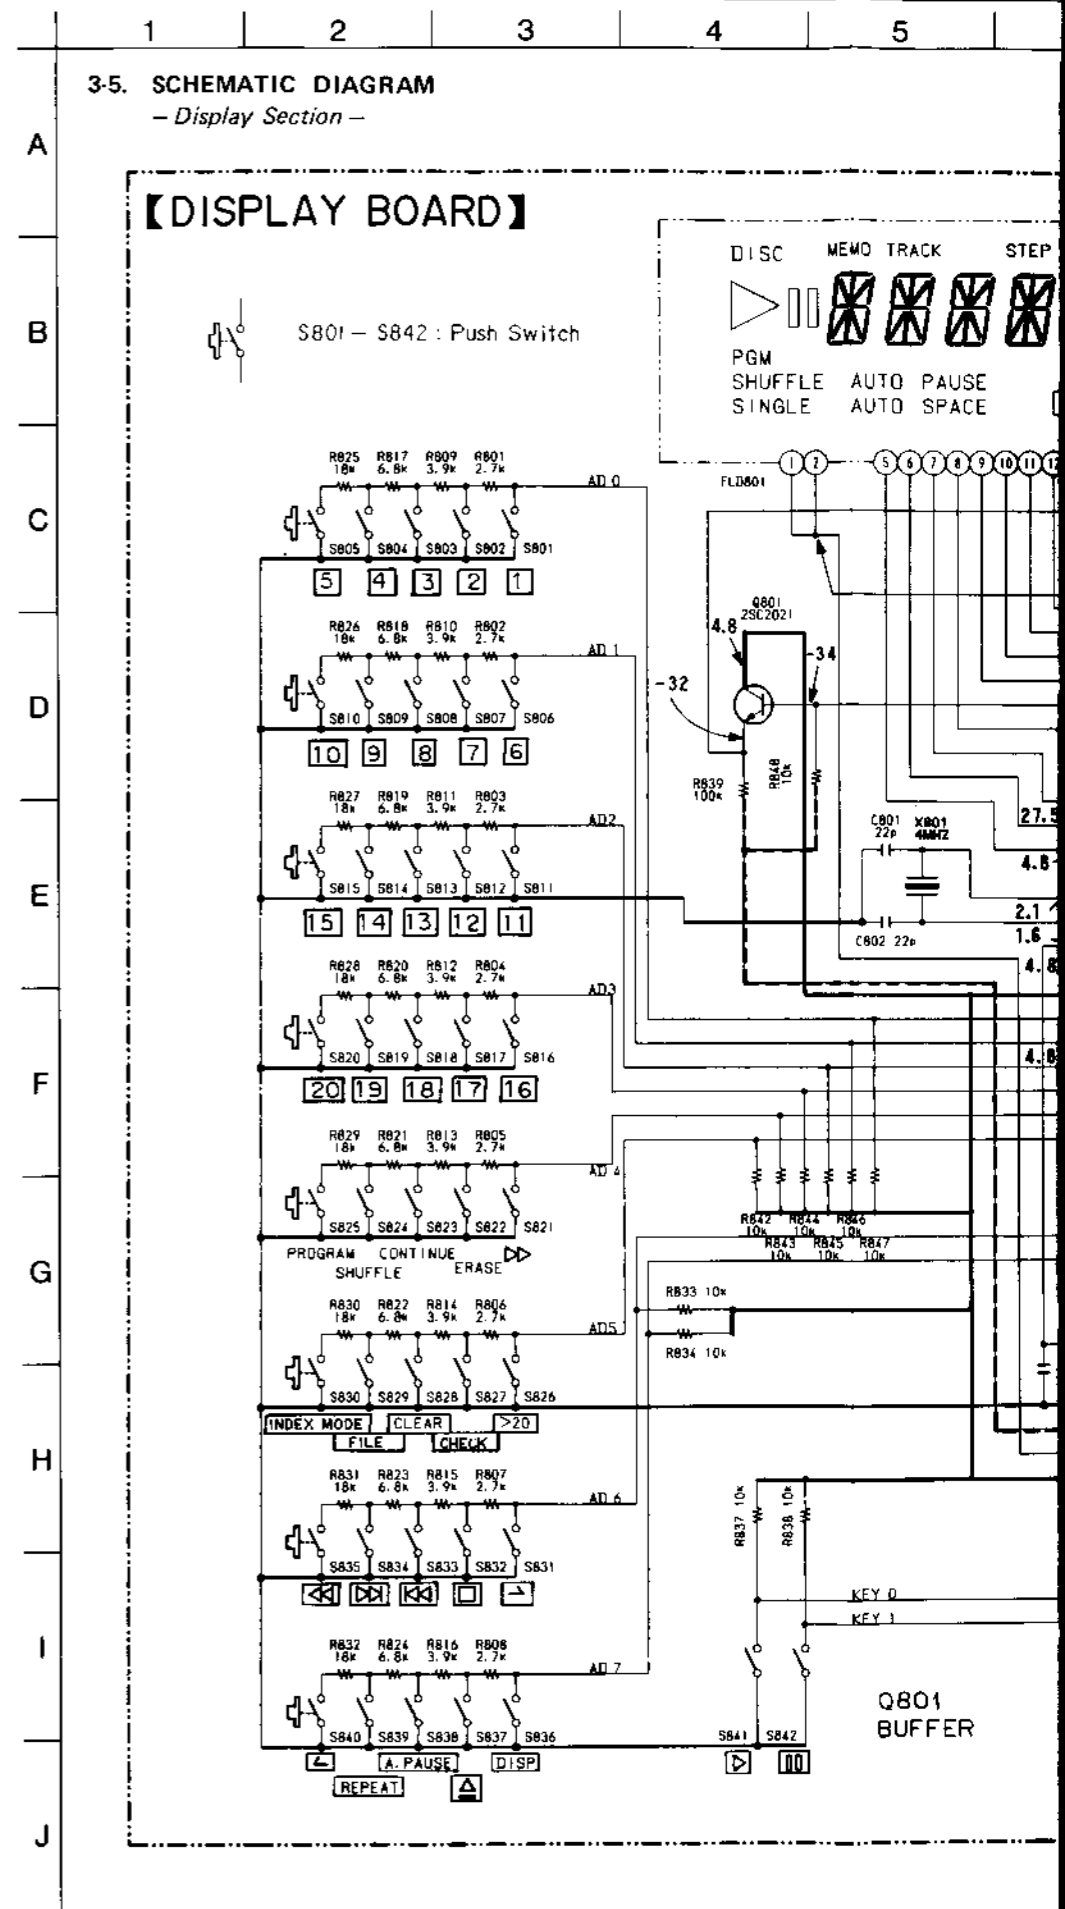 1 2 3 4 5
3-5. SCHEMATIC DIAGRAM
– Display Section –
A
【DISPLAY BOARD】
DISC MEMO TRACK STEP
B
S801 – S842 : Push Switch
PGM
SHUFFLE AUTO PAUSE
SINGLE AUTO SPACE
R825 R817 R809 R801
18k 6.8k 3.9k 2.7k
AD 0
1 2 5 6 7 8 9 10 11 12
FLD801
C
S805 S804 S803 S802 S801
5 4 3 2 1
Q801
2SC2021
4.8
-34
-32
R826 R818 R810 R802
18k 6.8k 3.9k 2.7k
AD 1
D
S810 S809 S808 S807 S806
10 9 8 7 6
R839
100k
R848
10k
R827 R819 R811 R803
18k 6.8k 3.9k 2.7k
AD2
C801
22p
X801
4MHZ
27.5
4.8
E
S815 S814 S813 S812 S811
15 14 13 12 11
2.1
1.6
C802 22p
4.8
R828 R820 R812 R804
18k 6.8k 3.9k 2.7k
AD3
F
S820 S819 S818 S817 S816
4.8
20 19 18 17 16
R829 R821 R813 R805
18k 6.8k 3.9k 2.7k
AD 4
S825 S824 S823 S822 S821
R842 R844 R846
10k 10k 10k
R843 R845 R847
10k 10k 10k
G
PROGRAM CONTINUE
SHUFFLE ERASE
R833 10k
R830 R822 R814 R806
18k 6.8k 3.9k 2.7k
AD5
R834 10k
S830 S829 S828 S827 S826
INDEX MODE CLEAR >20
FILE CHECK
H
R831 R823 R815 R807
18k 6.8k 3.9k 2.7k
AD 6
R837 10k
R838 10k
S835 S834 S833 S832 S831
KEY 0
KEY 1
I
R832 R824 R816 R808
18k 6.8k 3.9k 2.7k
AD 7
Q801
BUFFER
S840 S839 S838 S837 S836
S841 S842
A. PAUSE DISP
REPEAT
J